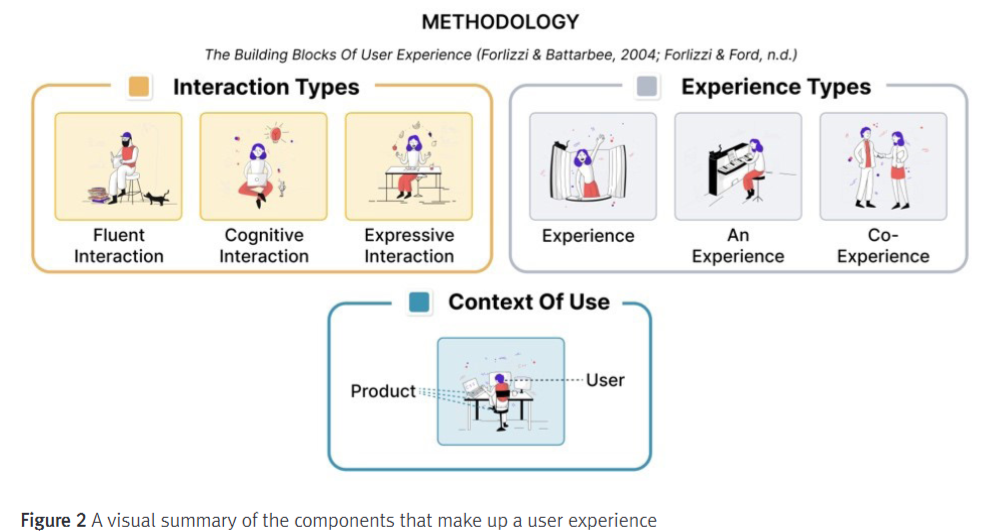 METHODOLOGY
The Building Blocks Of User Experience (Forlizzi & Battarbee, 2004; Forlizzi & Ford, n.d.)
Interaction Types
Fluent
Interaction
Cognitive
Interaction
Expressive
Interaction
Experience Types
Experience
An
Experience
Co-
Experience
Context Of Use
Product
User
Figure 2 A visual summary of the components that make up a user experience